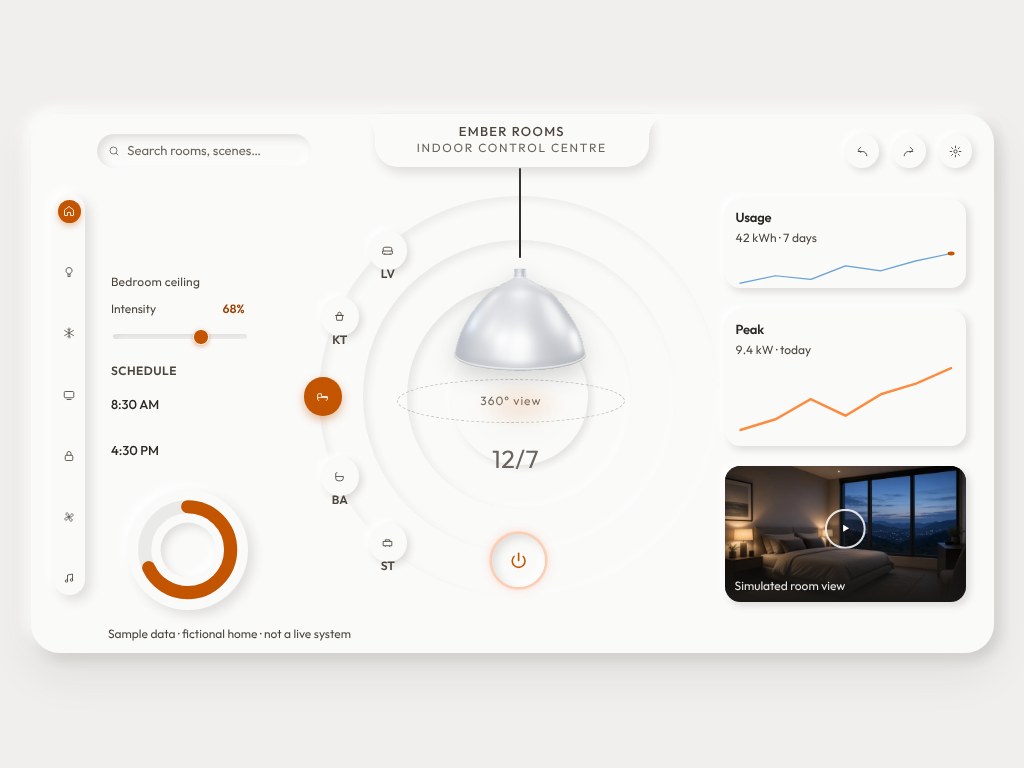 EMBER ROOMS
INDOOR CONTROL CENTRE
Search rooms, scenes...
Bedroom ceiling
Intensity 68%
SCHEDULE
8:30 AM
4:30 PM
LV
KT
BA
ST
360° view
12/7
Usage
42 kWh · 7 days
Peak
9.4 kW · today
Simulated room view
Sample data · fictional home · not a live system